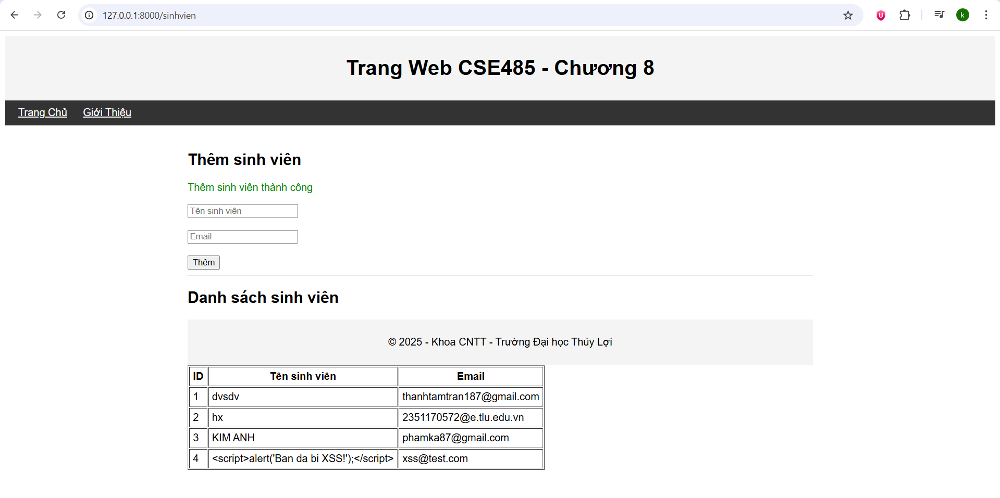 127.0.0.1:8000/sinhvien
k
Trang Web CSE485 - Chương 8
Trang Chủ Giới Thiệu
Thêm sinh viên
Thêm sinh viên thành công
Tên sinh viên
Email
Thêm
Danh sách sinh viên
© 2025 - Khoa CNTT - Trường Đại học Thủy Lợi
ID Tên sinh viên Email
1 dvsdv thanhtamtran187@gmail.com
2 hx 2351170572@e.tlu.edu.vn
3 KIM ANH phamka87@gmail.com
4 <script>alert('Ban da bi XSS!');</script> xss@test.com